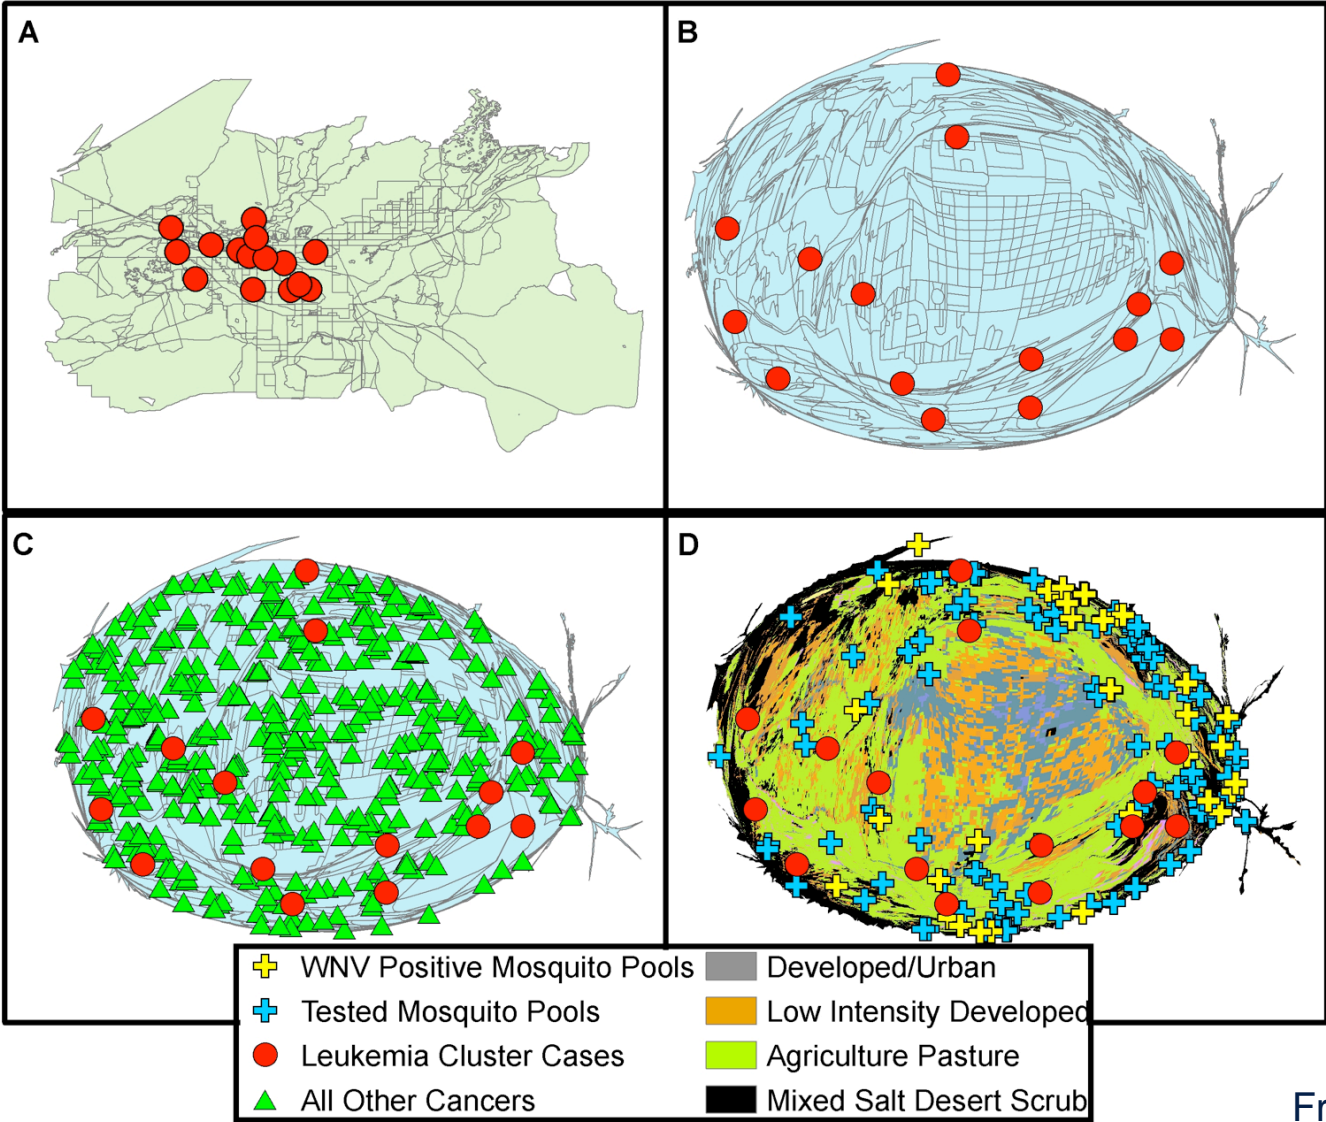 A
B
C
D
WNV Positive Mosquito Pools
Tested Mosquito Pools
Leukemia Cluster Cases
All Other Cancers
Developed/Urban
Low Intensity Developed
Agriculture Pasture
Mixed Salt Desert Scrub
Fr